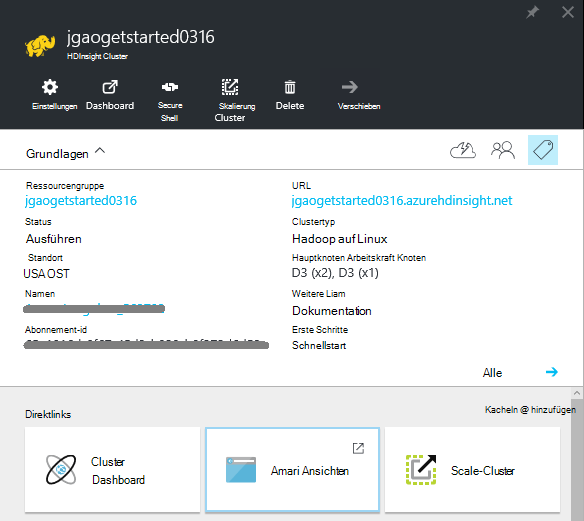 jgaogetstarted0316
HDInsight Cluster
Einstellungen
Dashboard
Secure
Shell
Skalierung
Cluster
Delete
Verschieben
Grundlagen
Ressourcengruppe
jgaogetstarted0316
URL
jgaogetstarted0316.azurehdinsight.net
Status
Ausführen
Clustertyp
Hadoop auf Linux
Standort
USA OST
Hauptknoten Arbeitskraft Knoten
D3 (x2), D3 (x1)
Namen
Weitere Liam
Dokumentation
Abonnement-id
Erste Schritte
Schnellstart
Alle
Direktlinks
Kacheln @ hinzufügen
Cluster
Dashboard
Amari Ansichten
Scale-Cluster